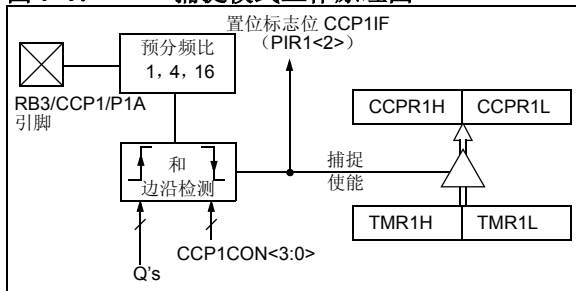 捕捉模式工作原理图
置位标志位 CCP1IF
（PIR1<2>）
预分频比
1，4，16
RB3/CCP1/P1A
引脚
CCPR1H
CCPR1L
和
边沿检测
捕捉
使能
TMR1H
TMR1L
CCP1CON<3:0>
Q's